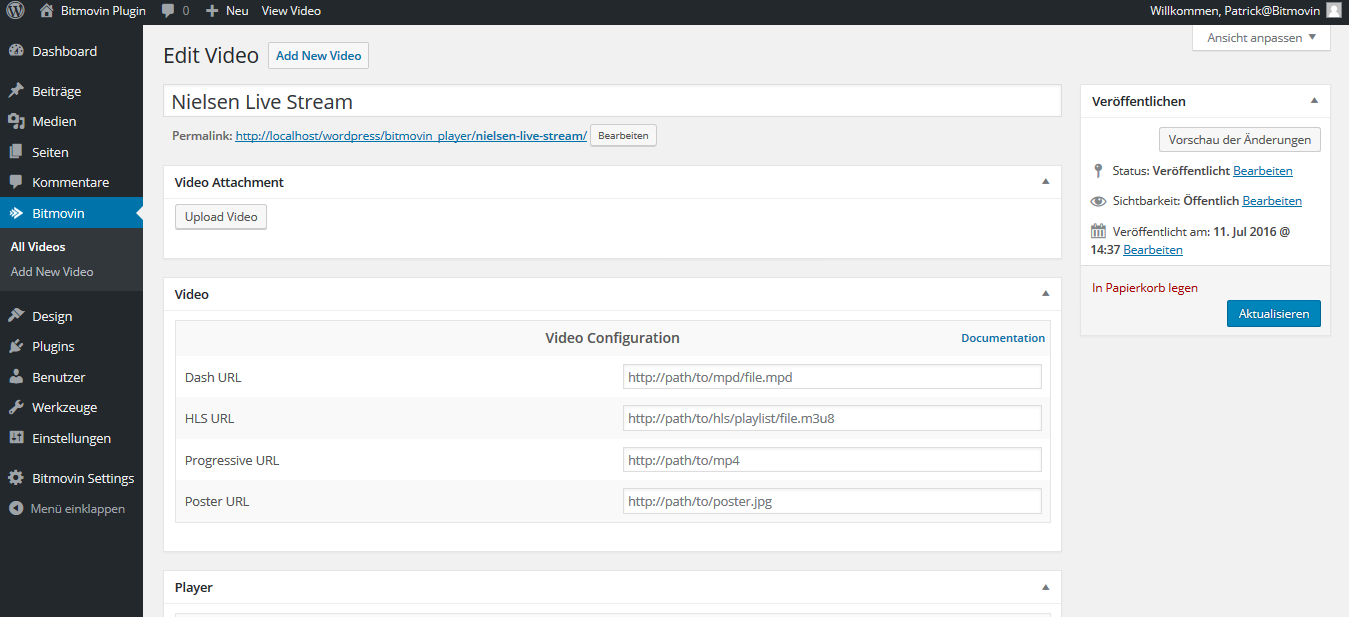 Bitmovin Plugin 0 Neu View Video Willkommen, Patrick@Bitmovin
Dashboard
Beiträge
Medien
Seiten
Kommentare
Bitmovin
All Videos
Add New Video
Design
Plugins
Benutzer
Werkzeuge
Einstellungen
Bitmovin Settings
Menü einklappen
Ansicht anpassen
Edit Video Add New Video
Nielsen Live Stream
Permalink: http://localhost/wordpress/bitmovin_player/nielsen-live-stream/ Bearbeiten
Video Attachment
Upload Video
Video
Video Configuration Documentation
Dash URL http://path/to/mpd/file.mpd
HLS URL http://path/to/hls/playlist/file.m3u8
Progressive URL http://path/to/mp4
Poster URL http://path/to/poster.jpg
Player
Veröffentlichen
Vorschau der Änderungen
Status: Veröffentlicht Bearbeiten
Sichtbarkeit: Öffentlich Bearbeiten
Veröffentlicht am: 11. Jul 2016 @
14:37 Bearbeiten
In Papierkorb legen
Aktualisieren